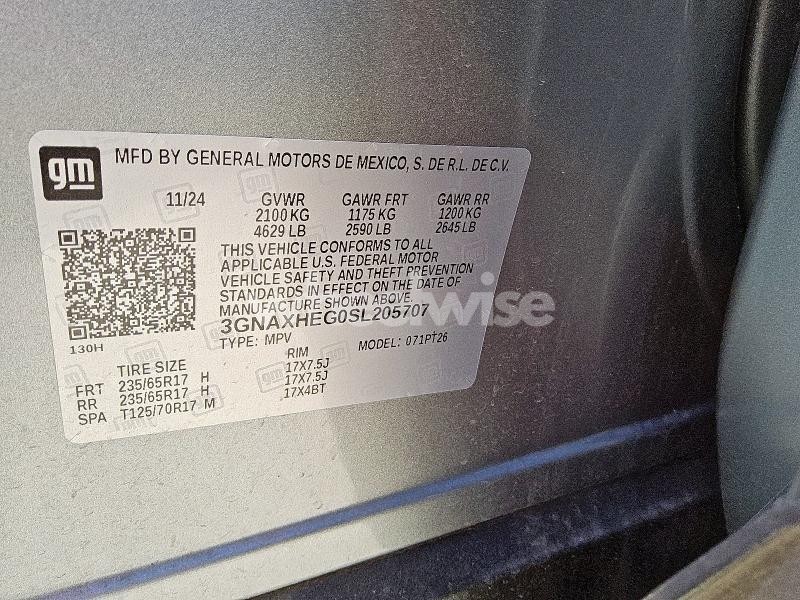 gm
MFD BY GENERAL MOTORS DE MEXICO, S. DE R.L. DE C.V.
11/24 GVWR GAWR FRT GAWR RR
2100 KG 1175 KG 1200 KG
4629 LB 2590 LB 2645 LB
THIS VEHICLE CONFORMS TO ALL
APPLICABLE U.S. FEDERAL MOTOR
VEHICLE SAFETY AND THEFT PREVENTION
STANDARDS IN EFFECT ON THE DATE OF
MANUFACTURE SHOWN ABOVE.
3GNAXHEG0SL205707
130H
TYPE: MPV MODEL: 071PT26
TIRE SIZE RIM
FRT 235/65R17 H 17X7.5J
RR 235/65R17 H 17X7.5J
SPA T125/70R17 M 17X4BT